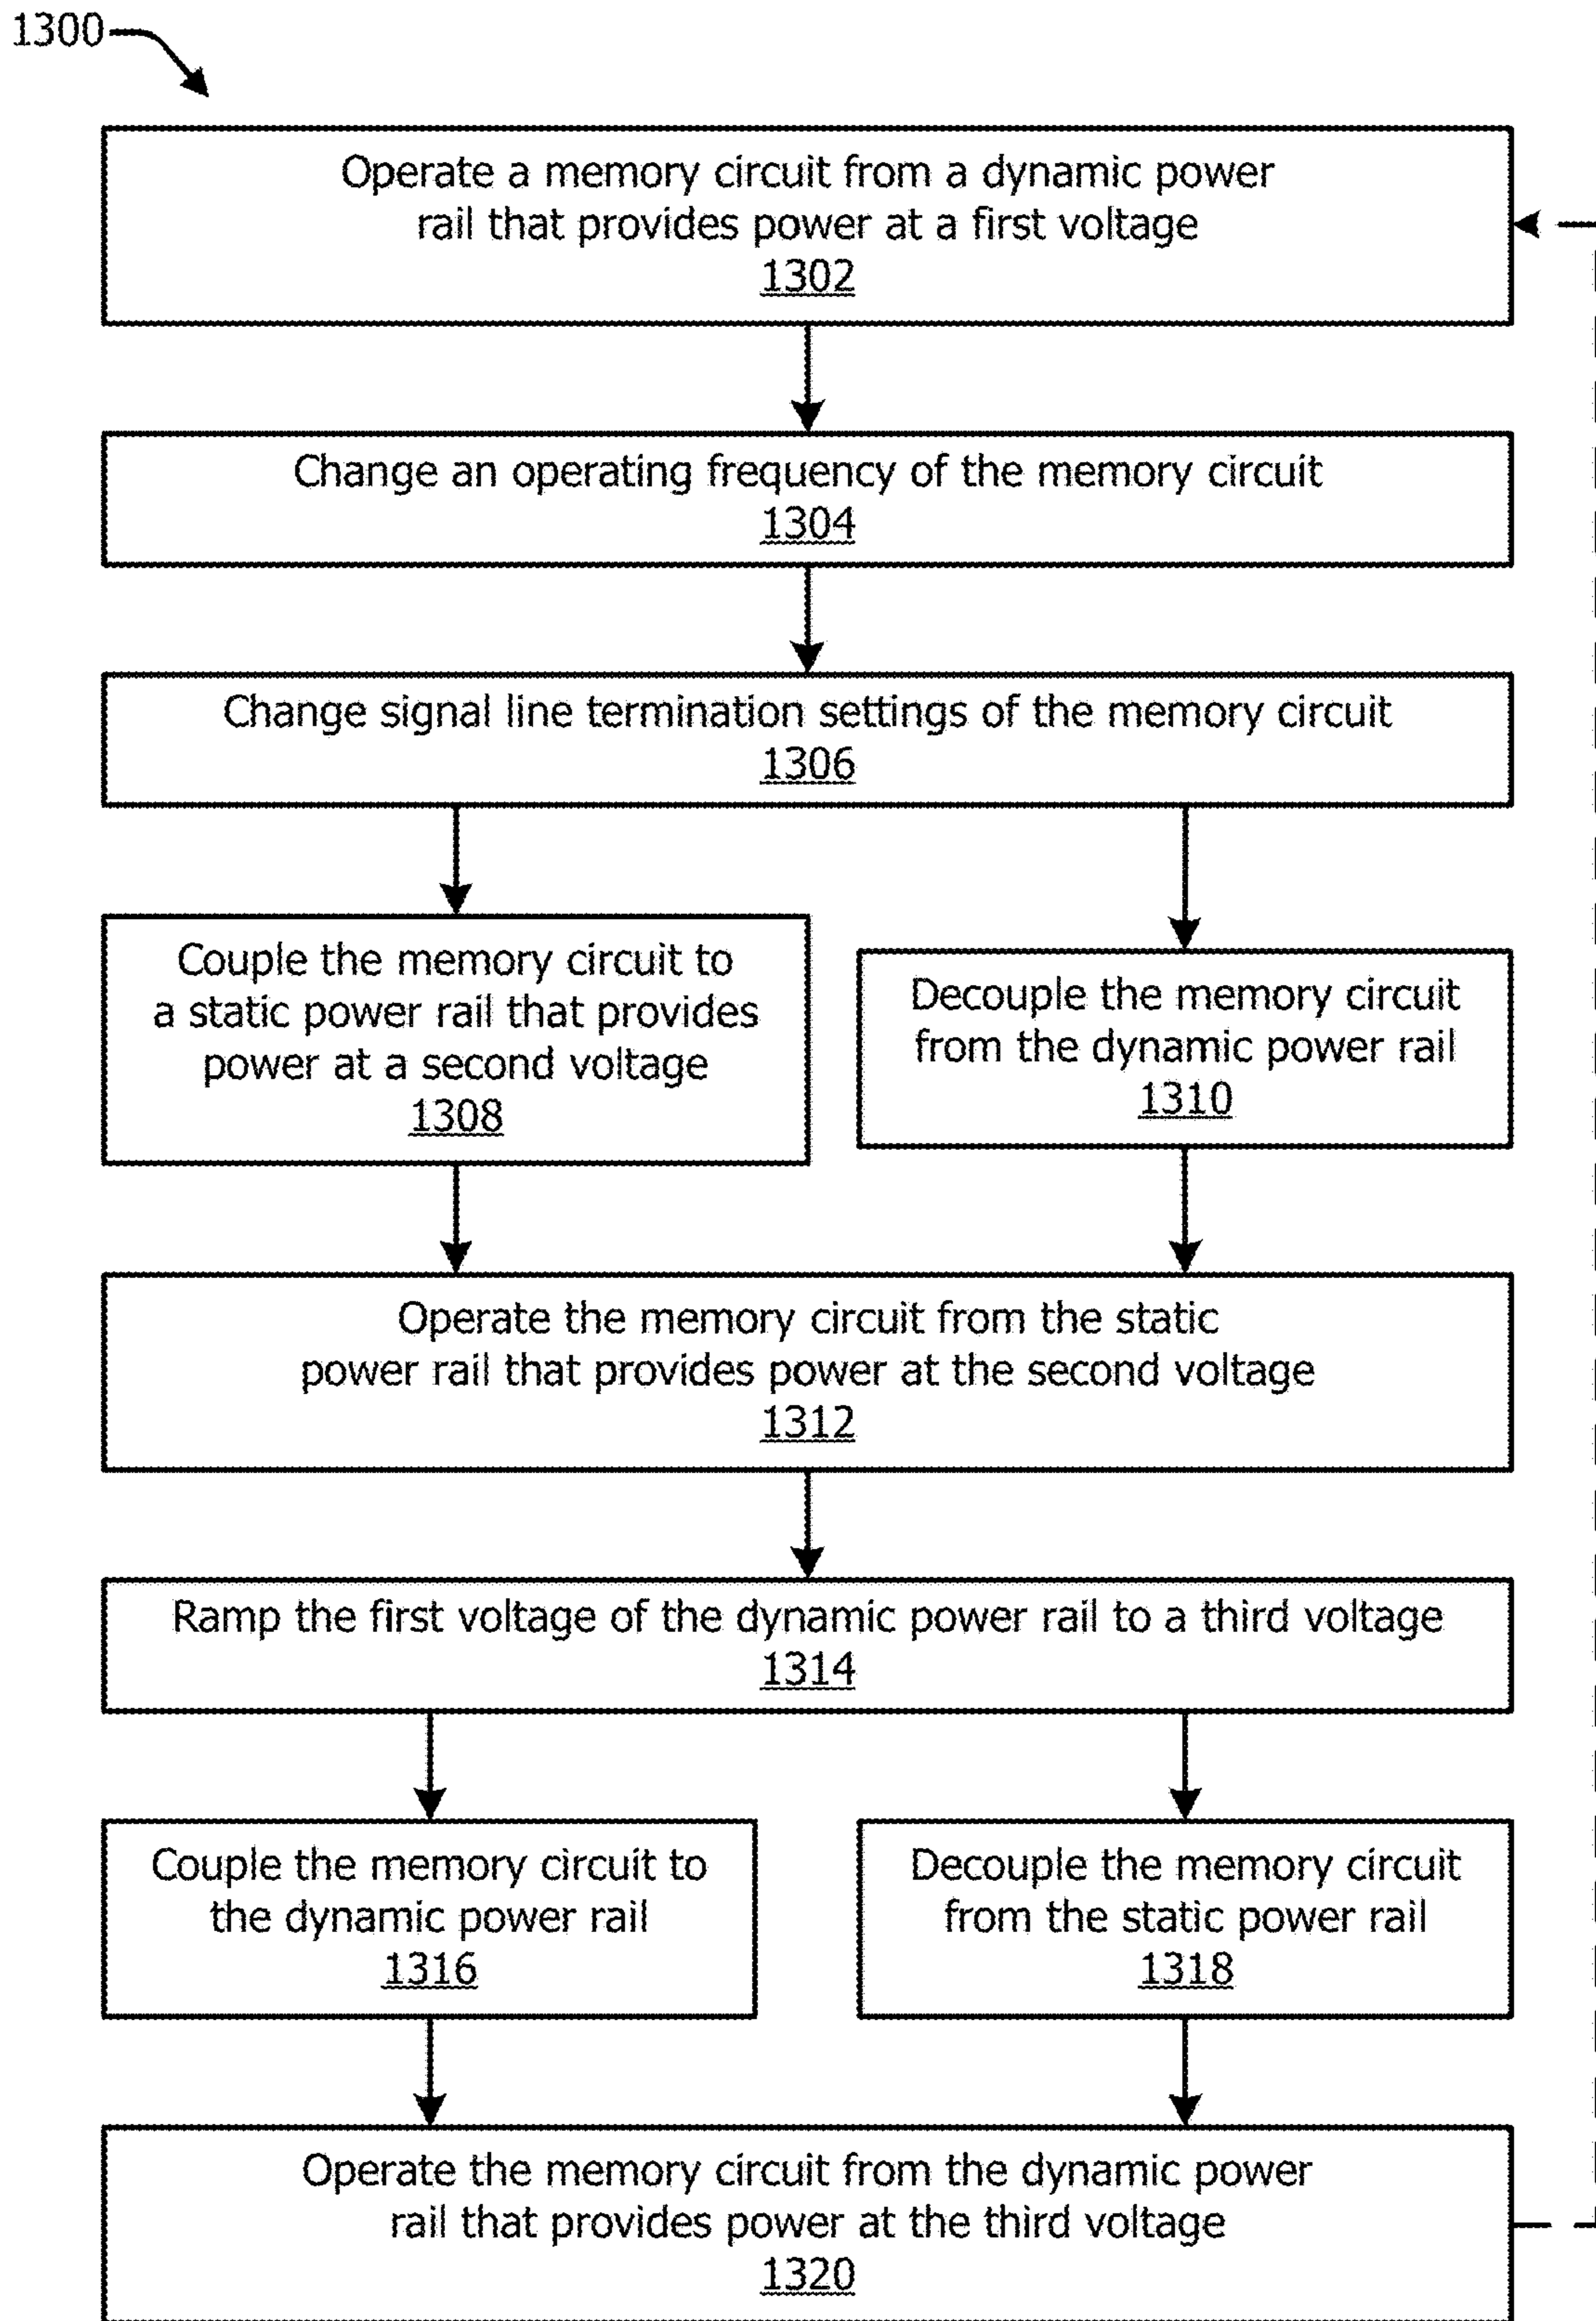 1300
Operate a memory circuit from a dynamic power
rail that provides power at a first voltage
1302
Change an operating frequency of the memory circuit
1304
Change signal line termination settings of the memory circuit
1306
Couple the memory circuit to
a static power rail that provides
power at a second voltage
1308
Decouple the memory circuit
from the dynamic power rail
1310
Operate the memory circuit from the static
power rail that provides power at the second voltage
1312
Ramp the first voltage of the dynamic power rail to a third voltage
1314
Couple the memory circuit to
the dynamic power rail
1316
Decouple the memory circuit
from the static power rail
1318
Operate the memory circuit from the dynamic power
rail that provides power at the third voltage
1320